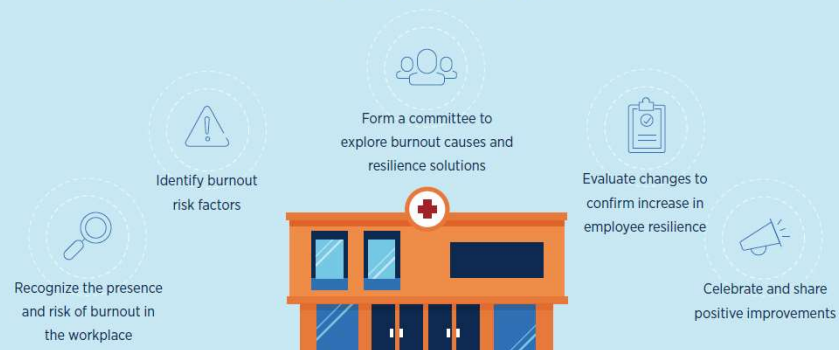 Recognize the presence
and risk of burnout in
the workplace
Identify burnout
risk factors
Form a committee to
explore burnout causes and
resilience solutions
Evaluate changes to
confirm increase in
employee resilience
Celebrate and share
positive improvements